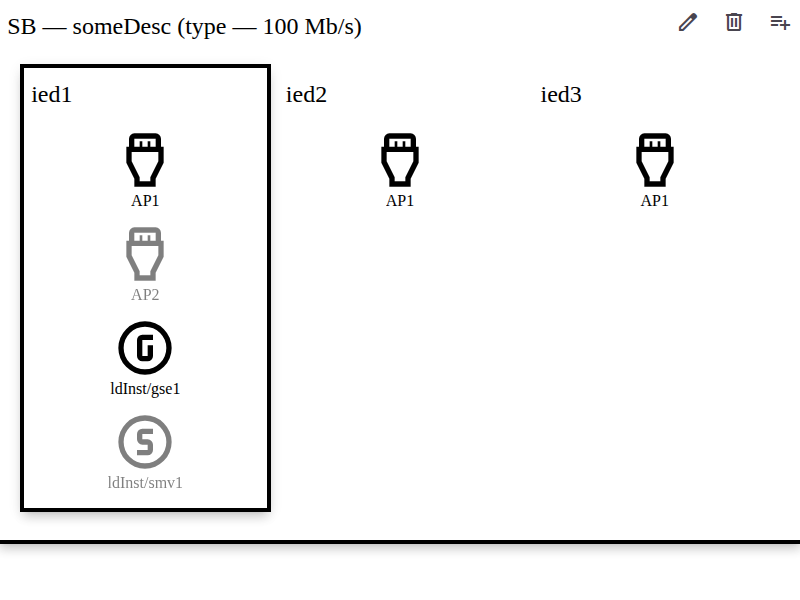 SB — someDesc (type — 100 Mb/s)
ied1
AP1
AP2
G
ldInst/gse1
S
ldInst/smv1
ied2
AP1
ied3
AP1